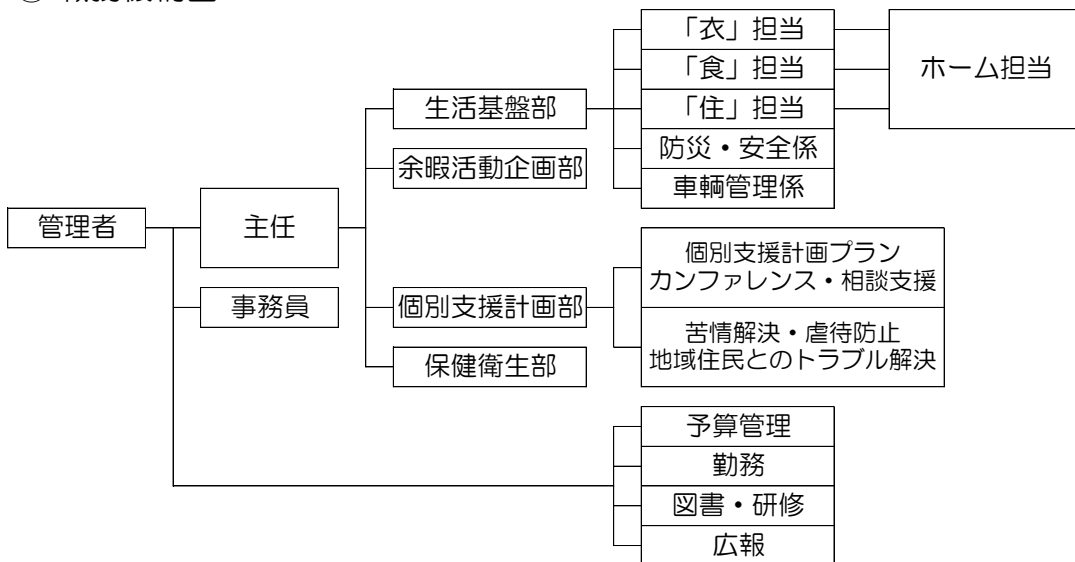 「衣」担当
「食」担当
ホーム担当
「住」担当
生活基盤部
防災・安全係
余暇活動企画部
車輌管理係
管理者
主任
個別支援計画プラン
カンファレンス・相談支援
事務員
個別支援計画部
苦情解決・虐待防止
地域住民とのトラブル解決
保健衛生部
予算管理
勤務
図書・研修
広報